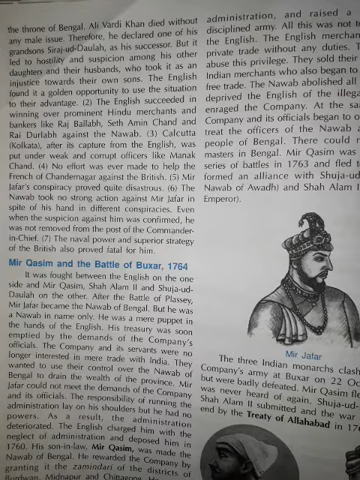 the throne of Bengal. Ali Vardi Khan died without
any male issue. Therefore, he declared one of his
grandsons Siraj-ud-Daulah, as his successor. But it
led to hostility and suspicion among his other
daughters and their husbands, who took it as an
injustice towards their own sons. The English
found it a golden opportunity to use the situation
to their advantage. (2) The English succeeded in
winning over prominent Hindu merchants and
bankers like Raj Ballabh, Seth Amin Chand and
Rai Durlabh against the Nawab. (3) Calcutta
(Kolkata), after its capture from the English, was
put under weak and corrupt officials like Manak
Chand. (4) No effort was ever made to help the
French of Chandernagar against the British. (5) Mir
Jafar's conspiracy proved quite disastrous. (6) The
Nawab took no strong action against Mir Jafar in
spite of his hand in different conspiracies. Even
when the suspicion against him was confirmed, he
was not removed from the post of the Commander-
in-Chief. (7) The naval power and superior strategy
of the British also proved fatal for him.
Mir Qasim and the Battle of Buxar, 1764
It was fought between the English on the one
side and Mir Qasim, Shah Alam II and Shuja-ud-
Daulah on the other. After the Battle of Plassey,
Mir Jafar became the Nawab of Bengal. But he was
a Nawab in name only. He was a mere puppet in
the hands of the English. His treasury was soon
emptied by the demands of the Company's
officials. The Company and its servants were no
longer interested in mere trade with India. They
wanted to use their control over the Nawab of
Bengal to drain the wealth of the province. Mir
Jafar could not meet the demands of the Company
and its officials. The responsibility of running the
administration lay on his shoulders but he had no
powers. As a result, the administration
deteriorated. The English charged him with the
neglect of administration and deposed him in
1760. His son-in-law, Mir Qasim, was made the
Nawab of Bengal. He rewarded the Company by
granting it the zamindari of the districts of
Burdwan, Midnapur and Chittagong. He
administration, and raised a
disciplined army. All this was not
the English. The English merchan
private trade without any duties.
abuse this privilege. They sold their
Indian merchants who also began to
free trade. The Nawab abolished all
deprived the English of the illega
enraged the Company. At the sa
Company and its officials began to o
treat the officers of the Nawab
people of Bengal. There could
masters in Bengal. Mir Qasim was
series of battles in 1763 and fled t
formed an alliance with Shuja-ud
Nawab of Awadh) and Shah Alam I
Emperor).
Mir Jafar
The three Indian monarchs clash
Company's army at Buxar on 22 Oc
but were badly defeated. Mir Qasim fle
was never heard of again. Shuja-ud-
Shah Alam II submitted and the war
end by the Treaty of Allahabad in 176